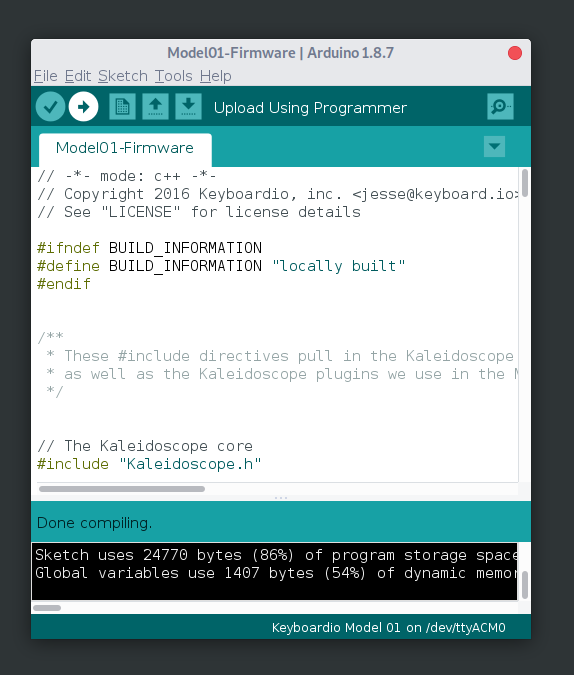 Model01-Firmware | Arduino 1.8.7
File Edit Sketch Tools Help
Upload Using Programmer
Model01-Firmware
// -*- mode: c++ -*-
// Copyright 2016 Keyboardio, inc. <jesse@keyboard.io>
// See "LICENSE" for license details
#ifndef BUILD_INFORMATION
#define BUILD_INFORMATION "locally built"
#endif
/**
* These #include directives pull in the Kaleidoscope
* as well as the Kaleidoscope plugins we use in the
*/
// The Kaleidoscope core
#include "Kaleidoscope.h"
Done compiling.
Sketch uses 24770 bytes (86%) of program storage space
Global variables use 1407 bytes (54%) of dynamic
Keyboardio Model 01 on /dev/ttyACM0